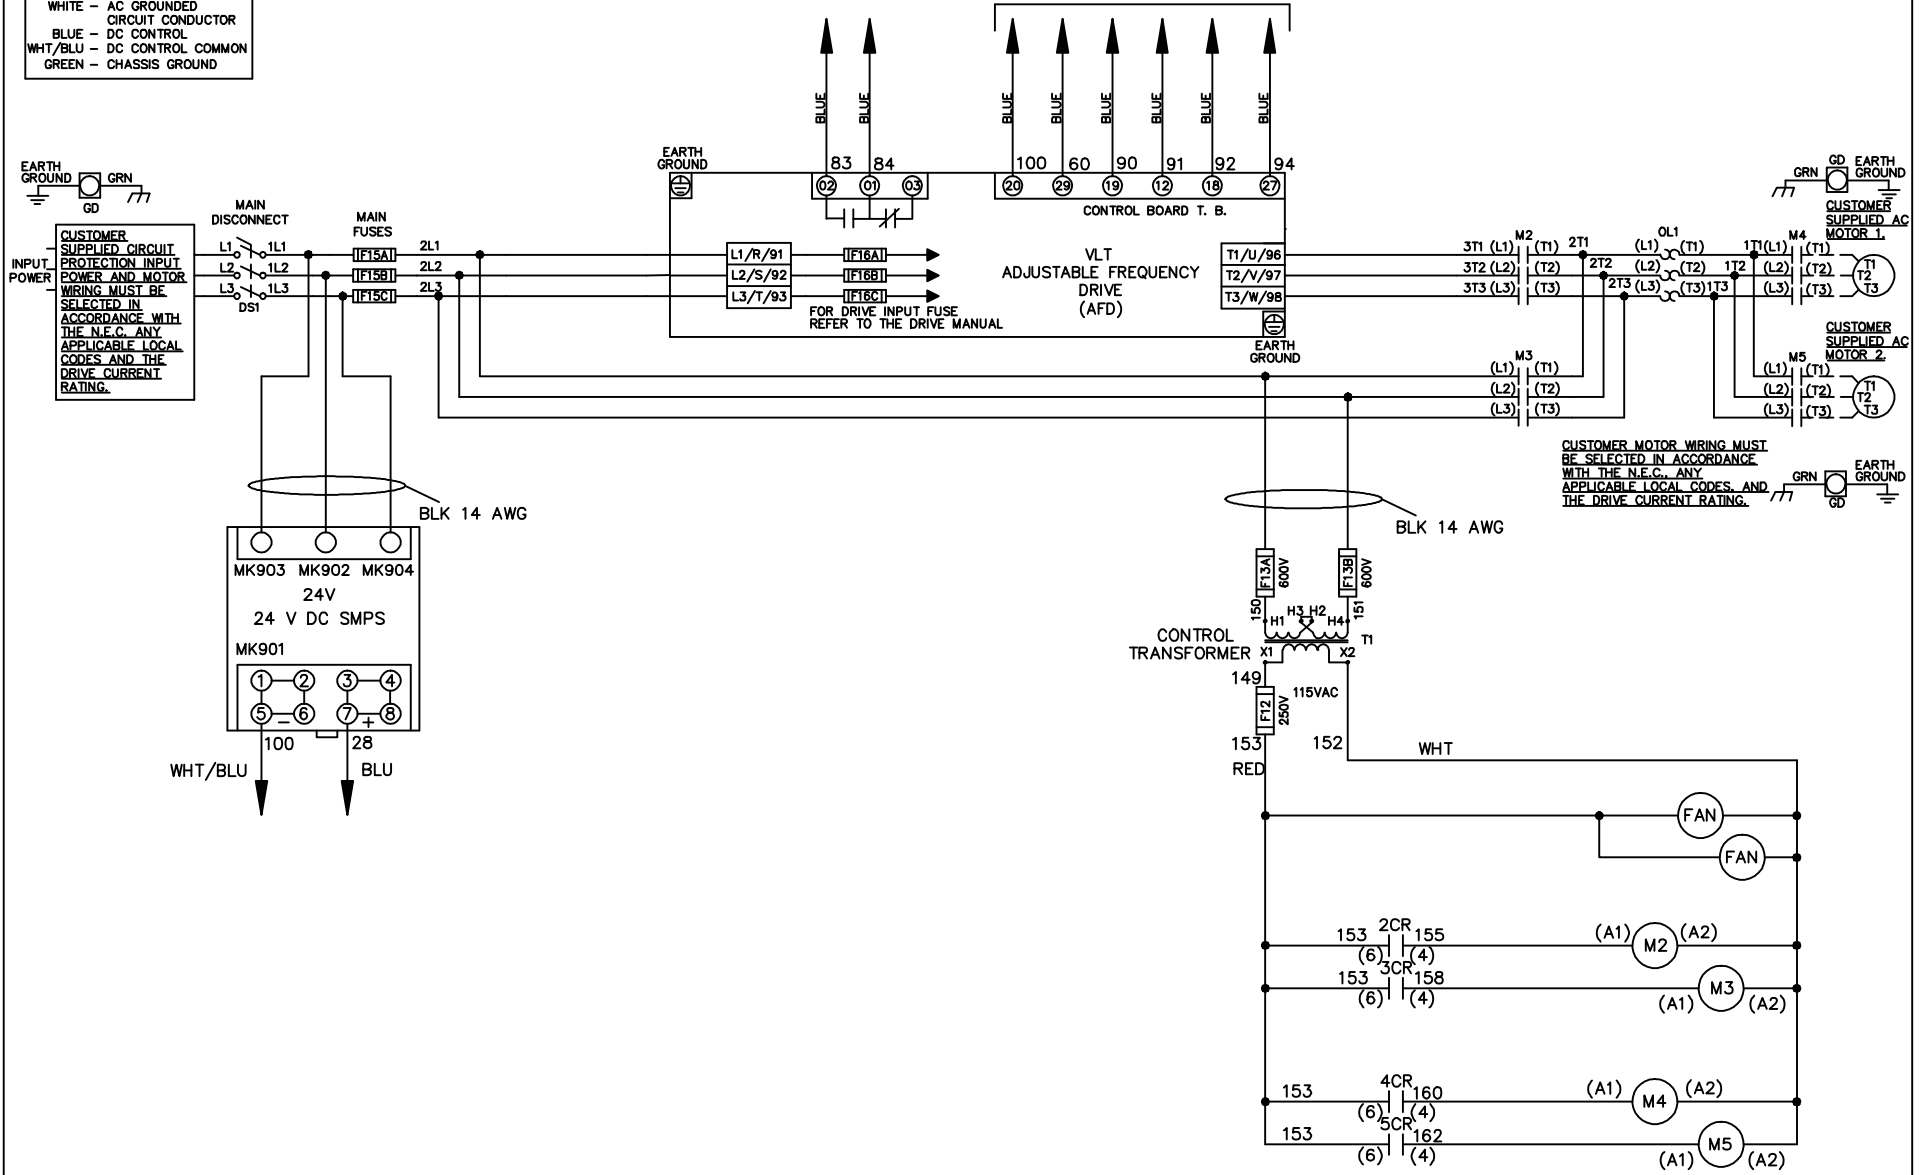 WHITE – AC GROUNDED
CIRCUIT CONDUCTOR
BLUE – DC CONTROL
WHT/BLU – DC CONTROL COMMON
GREEN – CHASSIS GROUND
BLUE BLUE BLUE BLUE BLUE BLUE BLUE BLUE
83 84 100 60 90 91 92 94
EARTH
GROUND
02 01 03 20 29 19 12 18 27
CONTROL BOARD T. B.
EARTH
GROUND
GRN
GD
MAIN
DISCONNECT
MAIN
FUSES
INPUT
POWER
CUSTOMER
SUPPLIED CIRCUIT
PROTECTION INPUT
POWER AND MOTOR
WIRING MUST BE
SELECTED IN
ACCORDANCE WITH
THE N.E.C. ANY
APPLICABLE LOCAL
CODES AND THE
DRIVE CURRENT
RATING.
L1 1L1 F15A 2L1
L2 1L2 F15B 2L2
L3 1L3 F15C 2L3
DS1
L1/R/91 F16A
L2/S/92 F16B
L3/T/93 F16C
FOR DRIVE INPUT FUSE
REFER TO THE DRIVE MANUAL
VLT
ADJUSTABLE FREQUENCY
DRIVE
(AFD)
T1/U/96
T2/V/97
T3/W/98
EARTH
GROUND
M2
3T1 (L1) (T1) 2T1
3T2 (L2) (T2) 2T2
3T3 (L3) (T3) 2T3
OL1
(L1) (T1) 1T1
(L2) (T2) 1T2
(L3) (T3) 1T3
M4
(L1) (T1)
(L2) (T2)
(L3) (T3)
T1
T2
T3
GD
GRN
EARTH
GROUND
CUSTOMER
SUPPLIED AC
MOTOR 1.
M3
(L1) (T1)
(L2) (T2)
(L3) (T3)
M5
(L1) (T1)
(L2) (T2)
(L3) (T3)
T1
T2
T3
CUSTOMER
SUPPLIED AC
MOTOR 2.
CUSTOMER MOTOR WIRING MUST
BE SELECTED IN ACCORDANCE
WITH THE N.E.C., ANY
APPLICABLE LOCAL CODES, AND
THE DRIVE CURRENT RATING.
GRN
GD
EARTH
GROUND
BLK 14 AWG
MK903 MK902 MK904
24V
24 V DC SMPS
MK901
1 2 3 4
5 6 7 8
– +
100 28
WHT/BLU BLU
BLK 14 AWG
F13A 600V F13B 600V
150 151
H1 H3 H2 H4
T1
CONTROL
TRANSFORMER
X1 X2
149
115VAC
F12 250V
153 152
RED
WHT
FAN
FAN
153 2CR 155 (A1) M2 (A2)
(6) (4)
153 3CR 158 M3
(6) (4) (A1) (A2)
153 4CR 160 (A1) M4 (A2)
(6) (4)
153 5CR 162 M5
(6) (4) (A1) (A2)